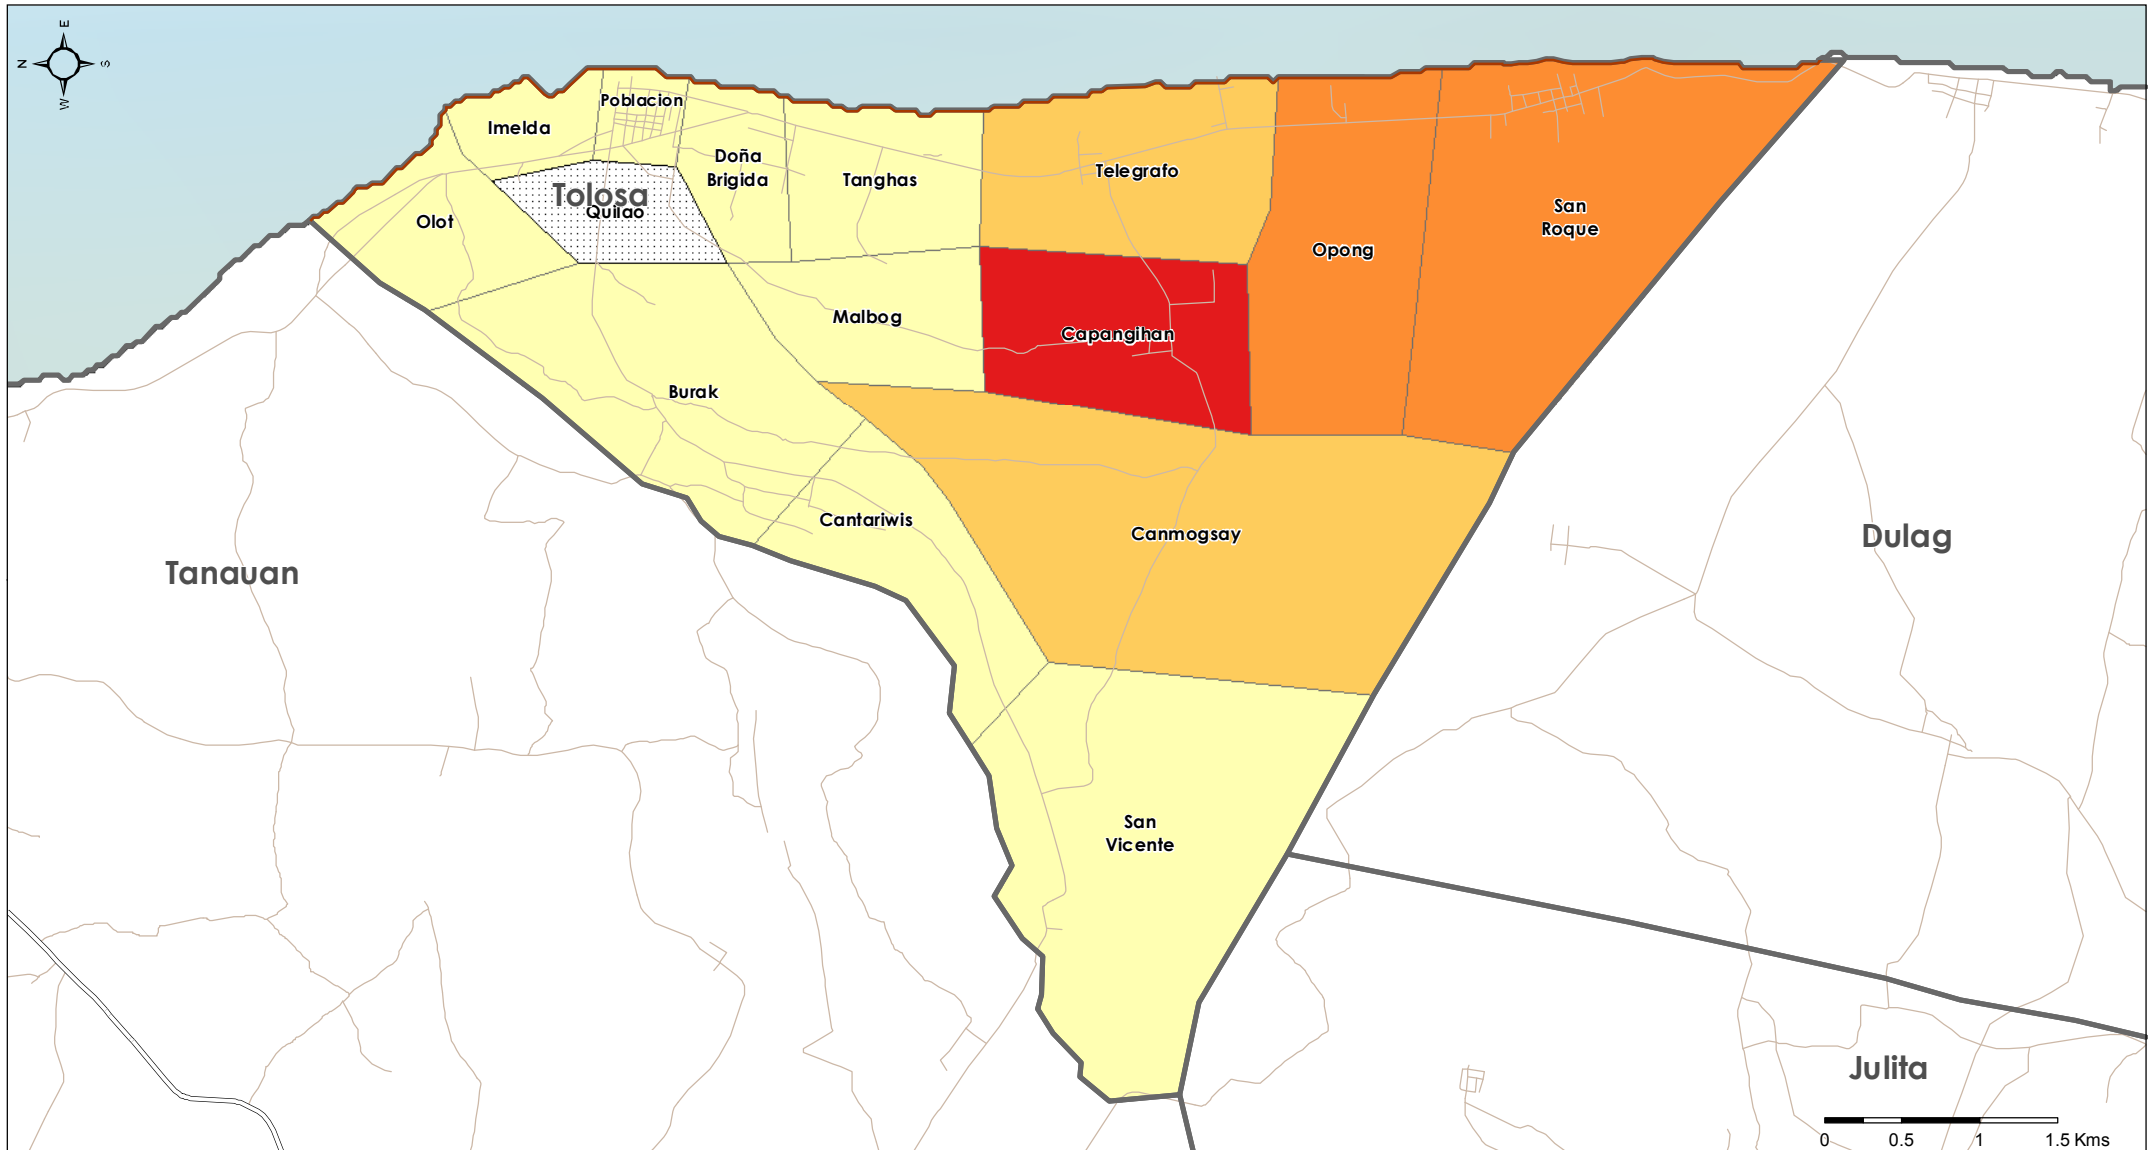 E
N
S
W
Poblacion
Imelda
Doña
Brigida
Tanghas
Telegrafo
Tolosa
Quilao
Olot
San
Roque
Opong
Malbog
Capangihan
Burak
Cantariwis
Canmogsay
Tanauan
Dulag
San
Vicente
Julita
0 0.5 1 1.5 Kms